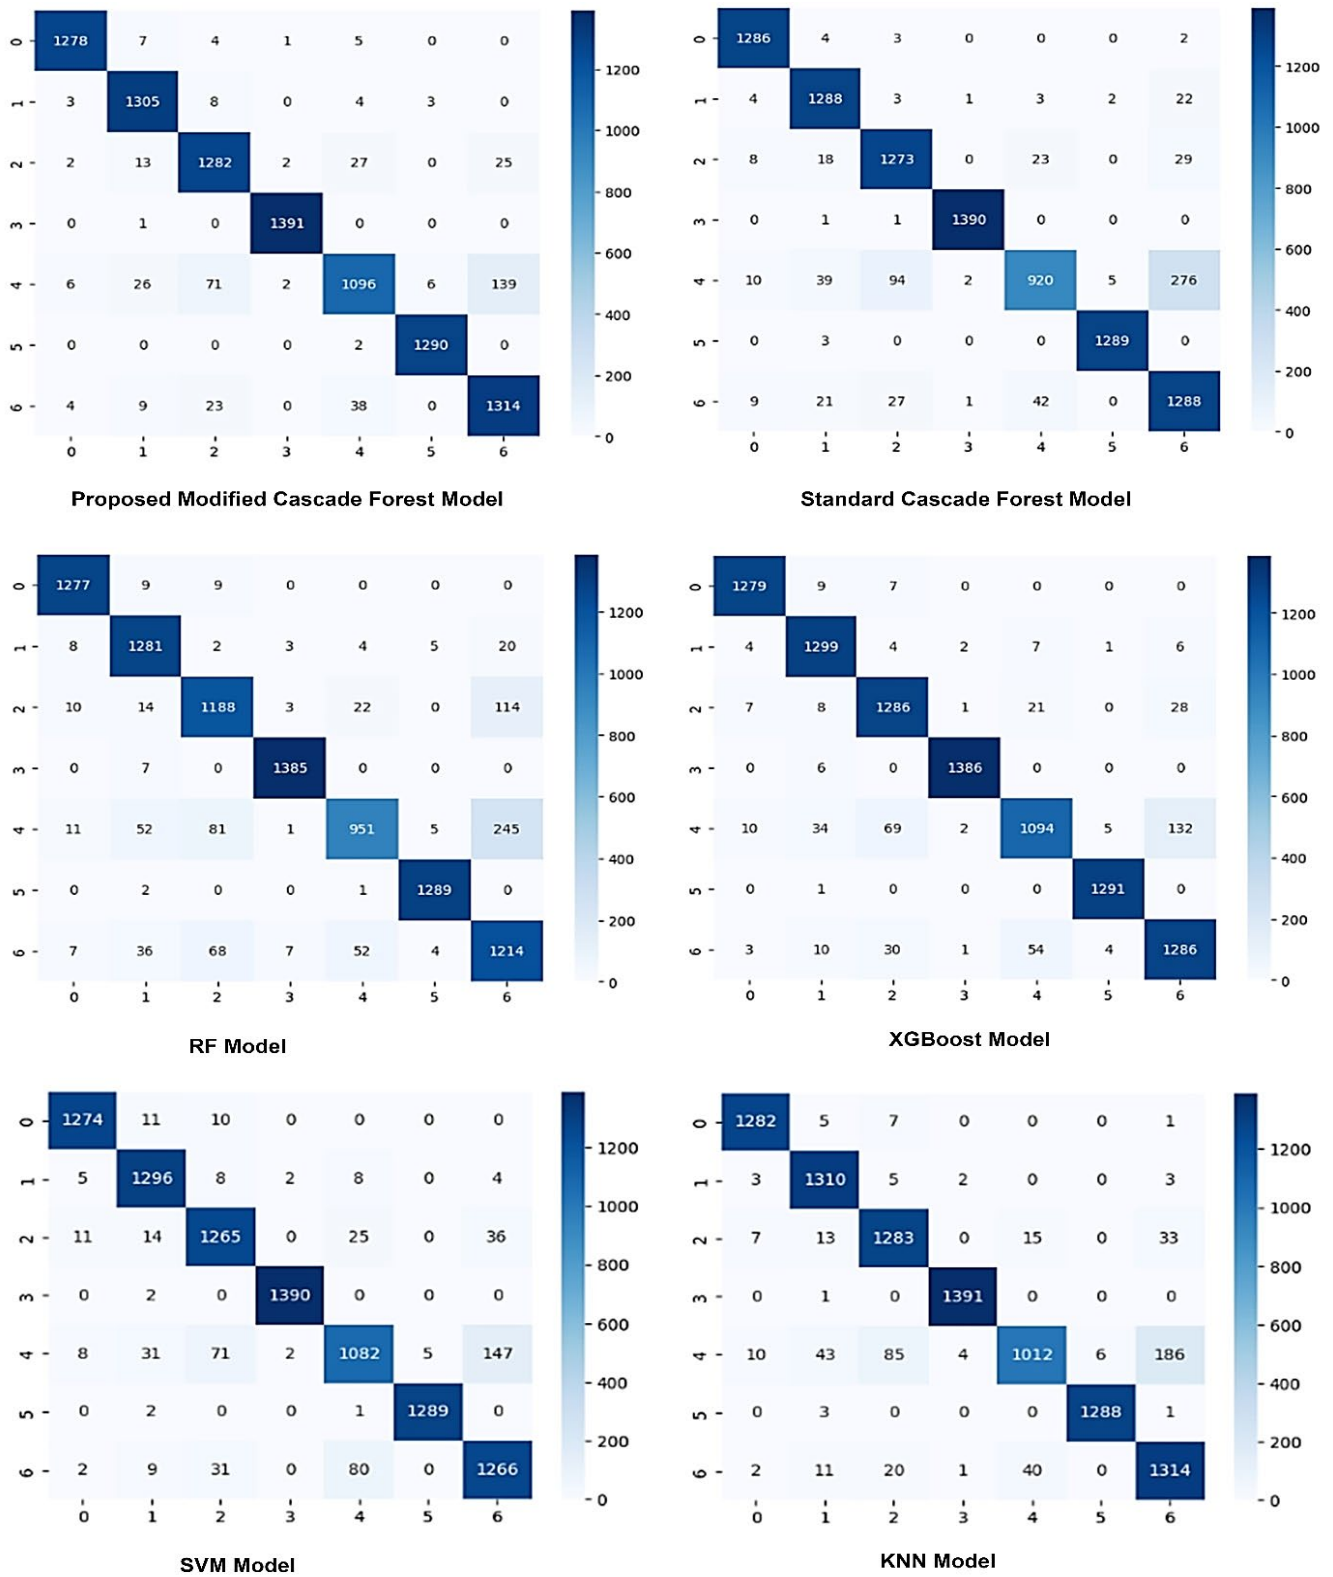 0 1278 7 4 1 5 0 0
1 3 1305 8 0 4 3 0
2 2 13 1282 2 27 0 25
3 0 1 0 1391 0 0 0
4 6 26 71 2 1096 6 139
5 0 0 0 0 2 1290 0
6 4 9 23 0 38 0 1314
0 1 2 3 4 5 6
1200
1000
800
600
400
200
0
Proposed Modified Cascade Forest Model
0 1286 4 3 0 0 0 2
1 4 1288 3 1 3 2 22
2 8 18 1273 0 23 0 29
3 0 1 1 1390 0 0 0
4 10 39 94 2 920 5 276
5 0 3 0 0 0 1289 0
6 9 21 27 1 42 0 1288
0 1 2 3 4 5 6
1200
1000
800
600
400
200
0
Standard Cascade Forest Model
0 1277 9 9 0 0 0 0
1 8 1281 2 3 4 5 20
2 10 14 1188 3 22 0 114
3 0 7 0 1385 0 0 0
4 11 52 81 1 951 5 245
5 0 2 0 0 1 1289 0
6 7 36 68 7 52 4 1214
0 1 2 3 4 5 6
1200
1000
800
600
400
200
0
RF Model
0 1279 9 7 0 0 0 0
1 4 1299 4 2 7 1 6
2 7 8 1286 1 21 0 28
3 0 6 0 1386 0 0 0
4 10 34 69 2 1094 5 132
5 0 1 0 0 0 1291 0
6 3 10 30 1 54 4 1286
0 1 2 3 4 5 6
1200
1000
800
600
400
200
0
XGBoost Model
0 1274 11 10 0 0 0 0
1 5 1296 8 2 8 0 4
2 11 14 1265 0 25 0 36
3 0 2 0 1390 0 0 0
4 8 31 71 2 1082 5 147
5 0 2 0 0 1 1289 0
6 2 9 31 0 80 0 1266
0 1 2 3 4 5 6
1200
1000
800
600
400
200
0
SVM Model
0 1282 5 7 0 0 0 1
1 3 1310 5 2 0 0 3
2 7 13 1283 0 15 0 33
3 0 1 0 1391 0 0 0
4 10 43 85 4 1012 6 186
5 0 3 0 0 0 1288 1
6 2 11 20 1 40 0 1314
0 1 2 3 4 5 6
1200
1000
800
600
400
200
0
KNN Model